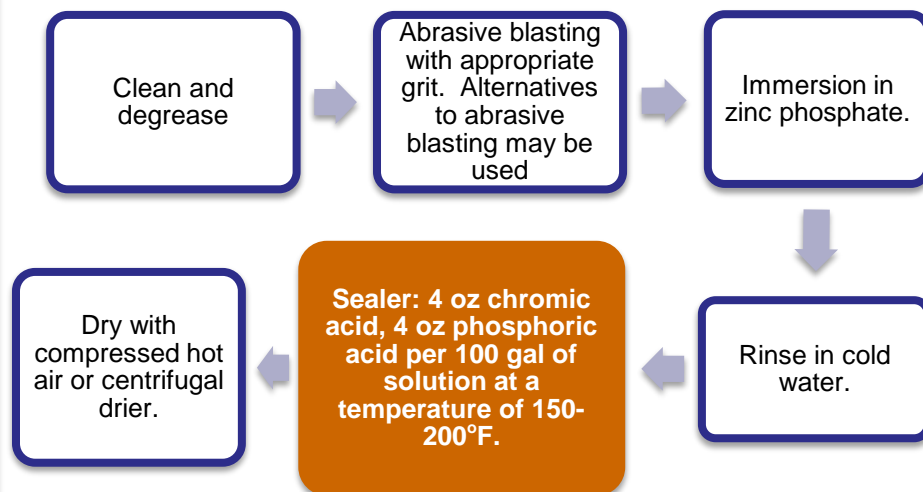 Clean and
degrease
Abrasive blasting
with appropriate
grit.  Alternatives
to abrasive
blasting may be
used
Immersion in
zinc phosphate.
Rinse in cold
water.
Sealer: 4 oz chromic
acid, 4 oz phosphoric
acid per 100 gal of
solution at a
temperature of 150-
200°F.
Dry with
compressed hot
air or centrifugal
drier.